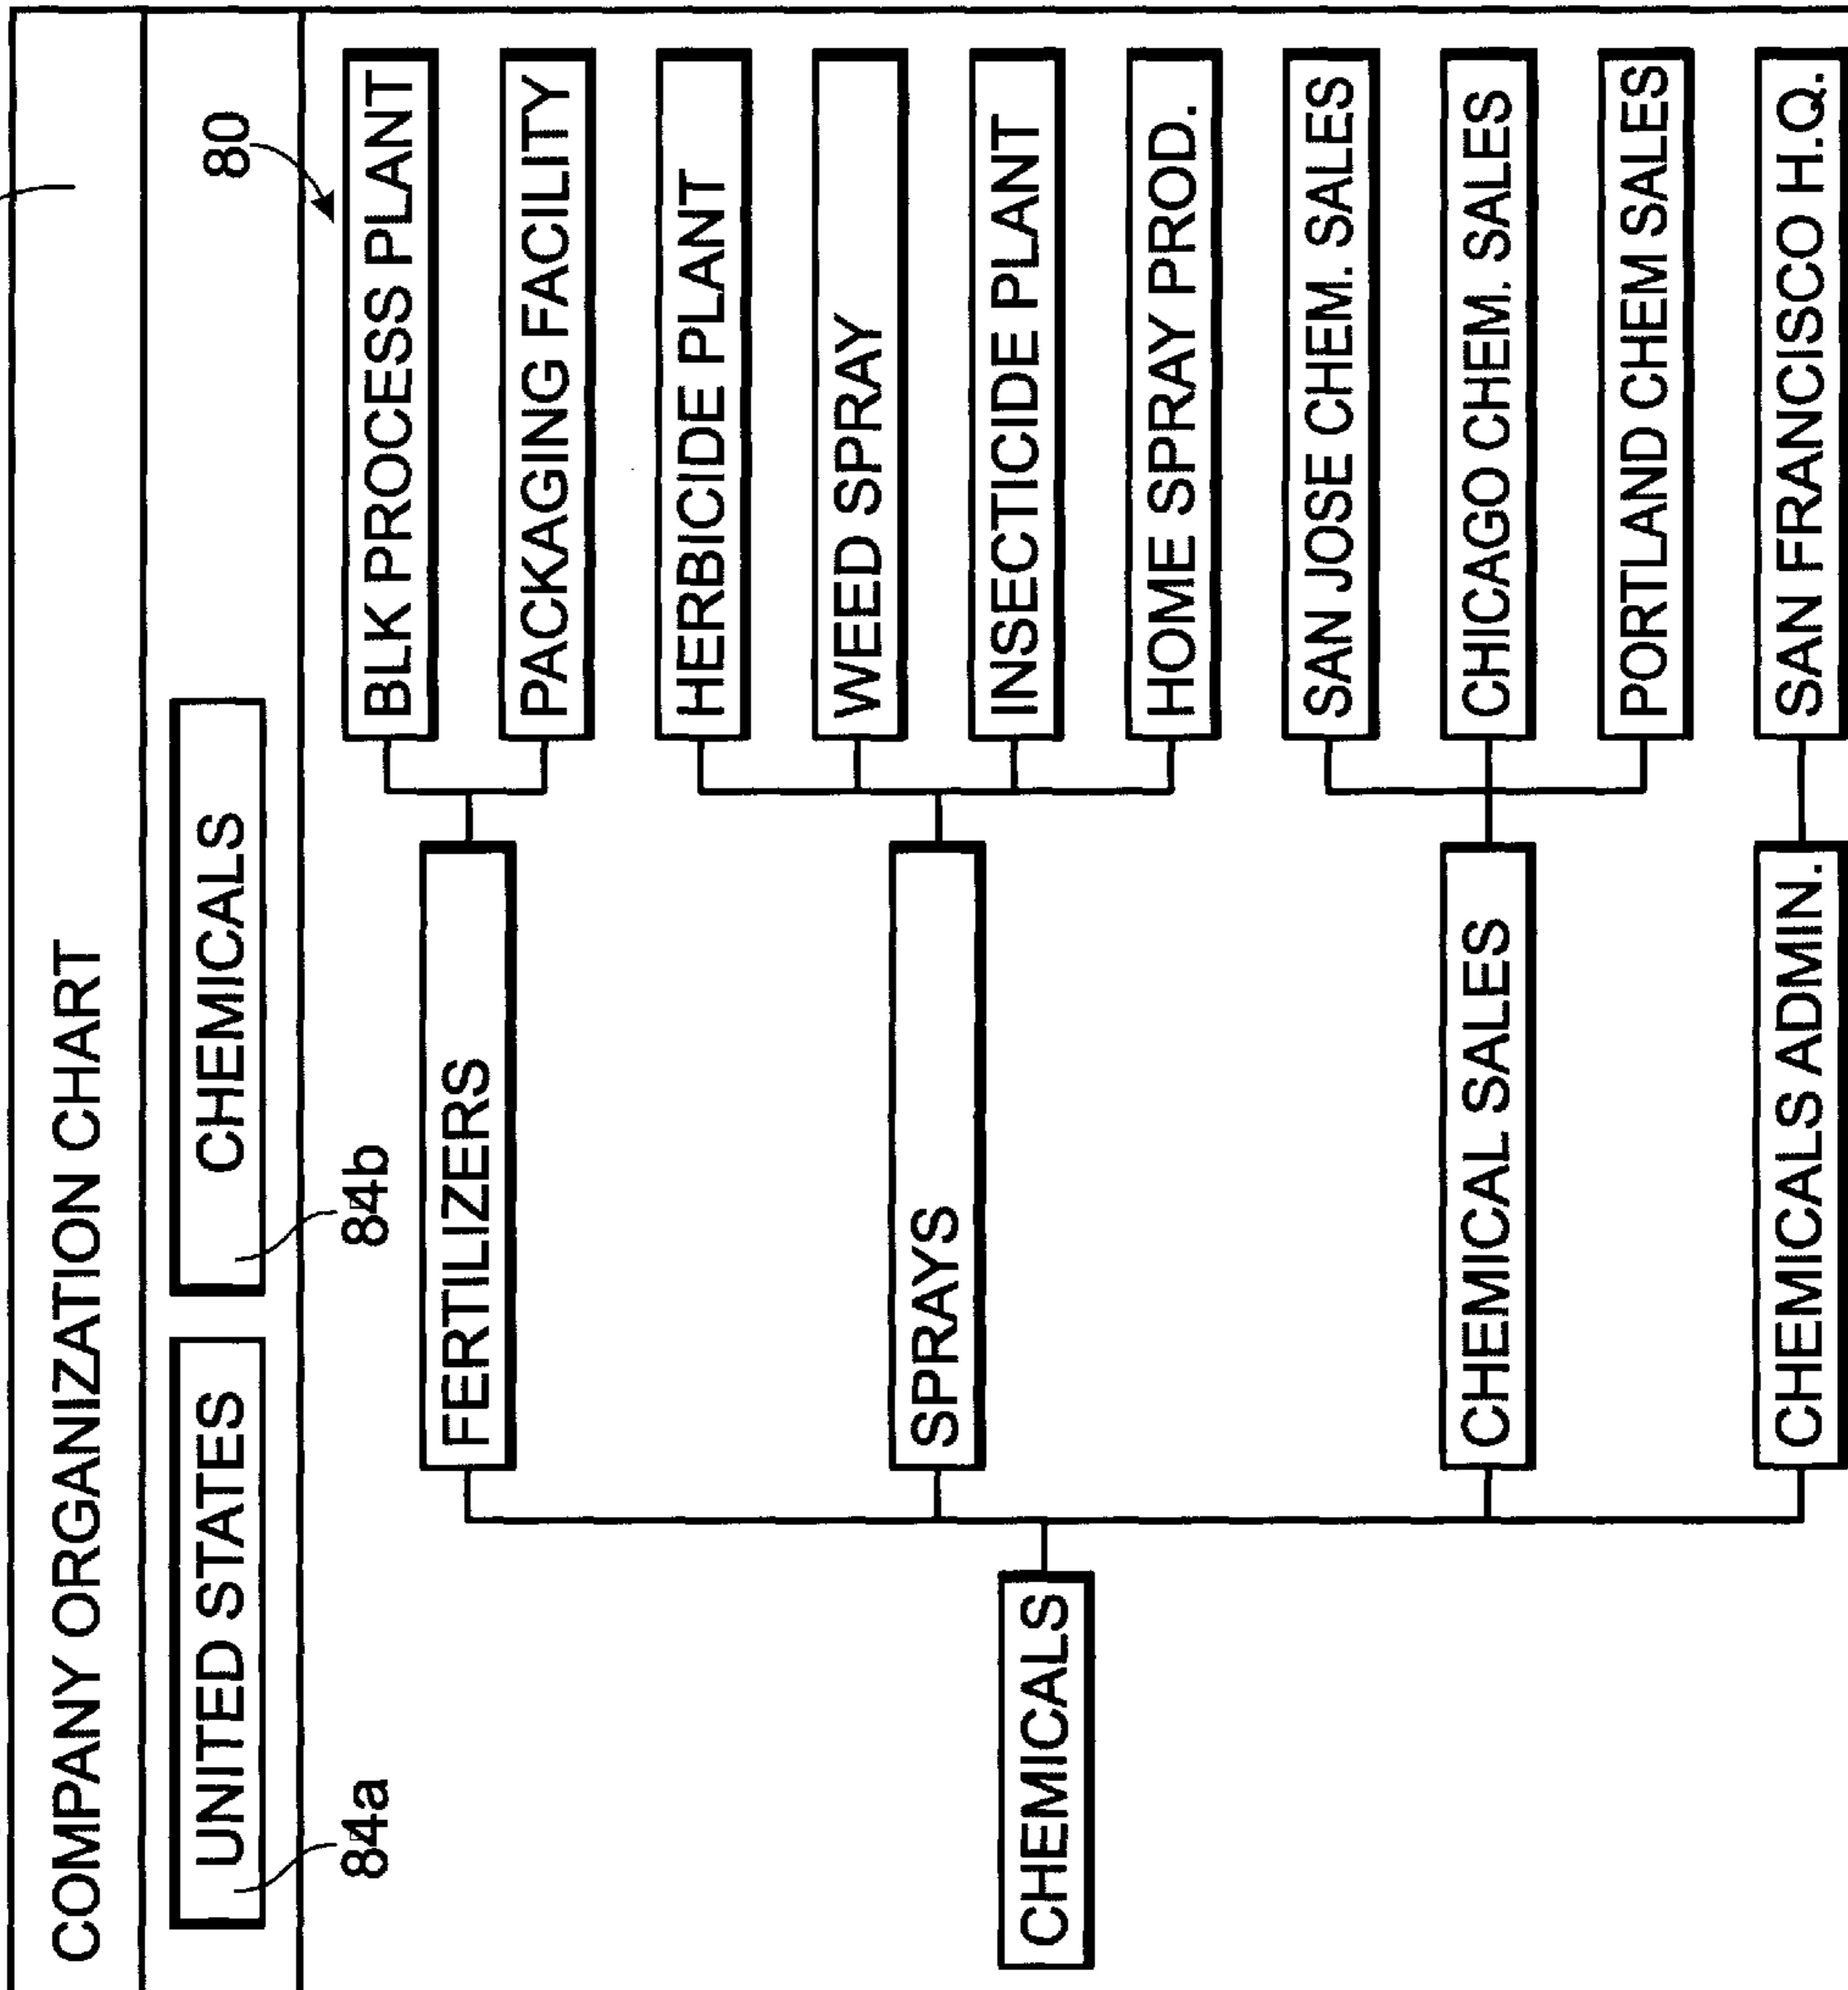 COMPANY ORGANIZATION CHART
UNITED STATES
CHEMICALS
84a
84b
80
CHEMICALS
FERTILIZERS
BLK PROCESS PLANT
PACKAGING FACILITY
SPRAYS
HERBICIDE PLANT
WEED SPRAY
INSECTICIDE PLANT
HOME SPRAY PROD.
CHEMICAL SALES
SAN JOSE CHEM. SALES
CHICAGO CHEM. SALES
PORTLAND CHEM SALES
CHEMICALS ADMIN.
SAN FRANCISCO H.Q.